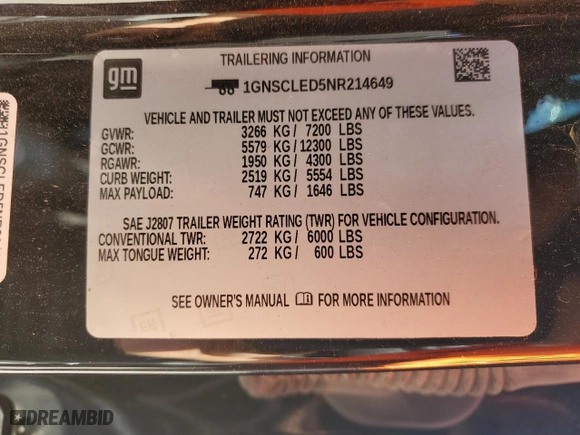 gm
TRAILERING INFORMATION
1GNSCLED5NR214649
VEHICLE AND TRAILER MUST NOT EXCEED ANY OF THESE VALUES.
GVWR: 3266 KG/ 7200 LBS
GCWR: 5579 KG/12300 LBS
RGAWR: 1950 KG/ 4300 LBS
CURB WEIGHT: 2519 KG/ 5554 LBS
MAX PAYLOAD: 747 KG/ 1646 LBS
SAE J2807 TRAILER WEIGHT RATING (TWR) FOR VEHICLE CONFIGURATION.
CONVENTIONAL TWR: 2722 KG/ 6000 LBS
MAX TONGUE WEIGHT: 272 KG/ 600 LBS
SEE OWNER'S MANUAL FOR MORE INFORMATION
DREAMBID